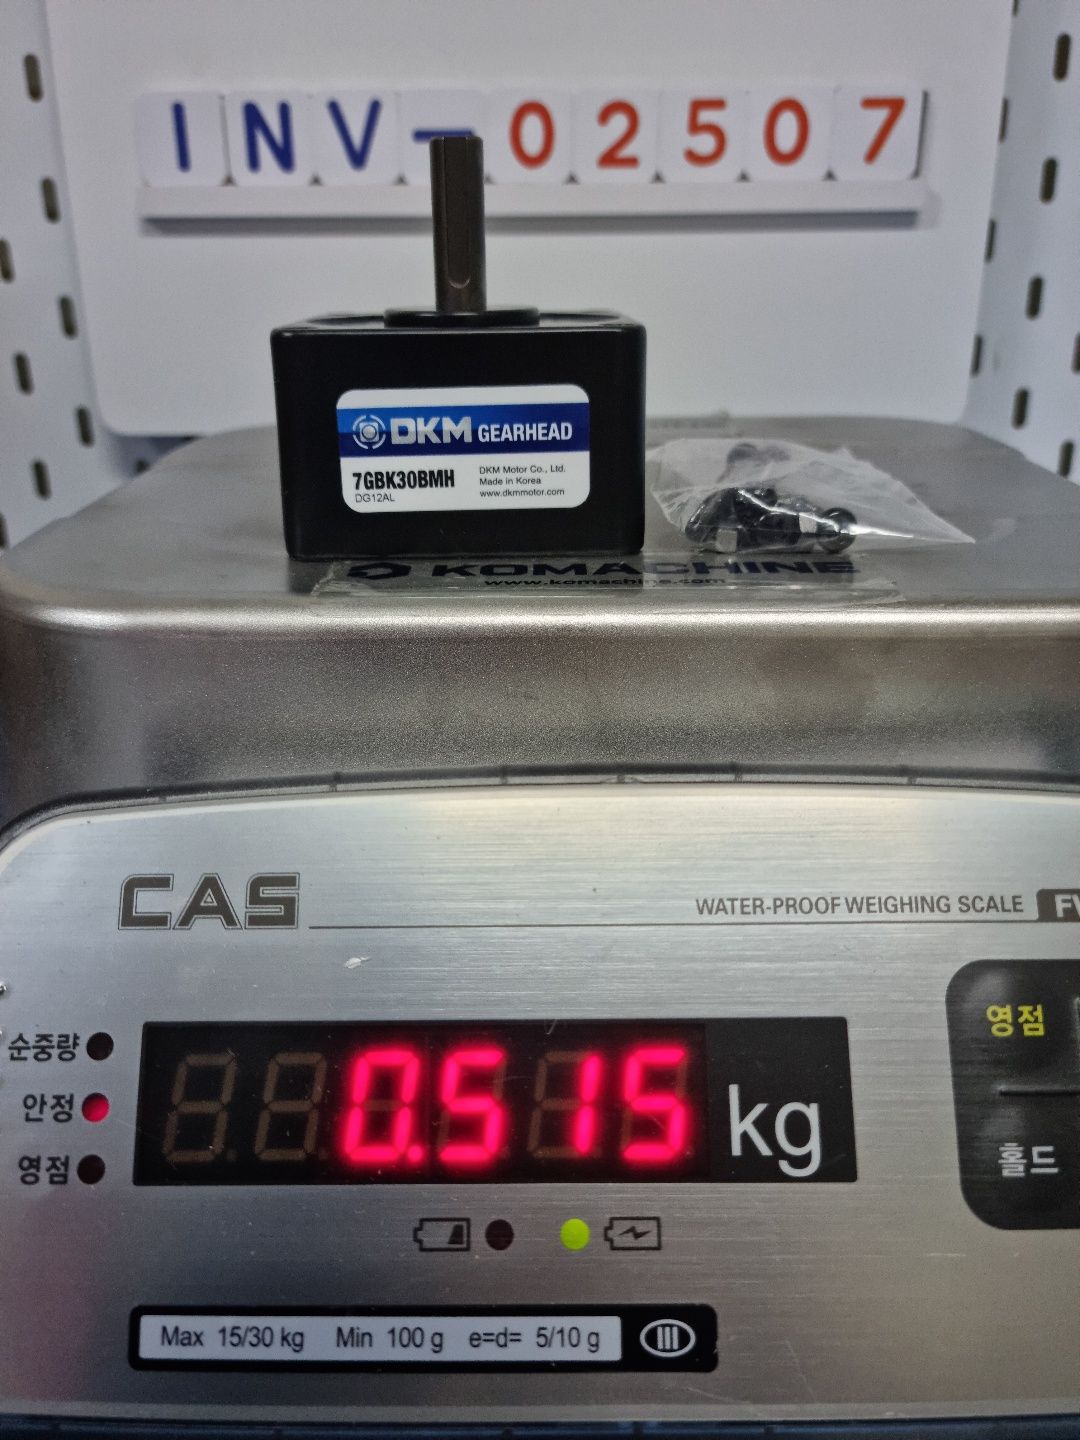 INV-02507
DKM GEARHEAD
7GBK30BMH
DG12AL
DKM Motor Co., Ltd.
Made in Korea
www.dkmmotor.com
KOMACHINE
www.komachine.com
CAS
WATER-PROOF WEIGHING SCALE
순중량
안정
영점
0.515 kg
영점
홀드
Max 15/30 kg Min 100 g e=d= 5/10 g
III